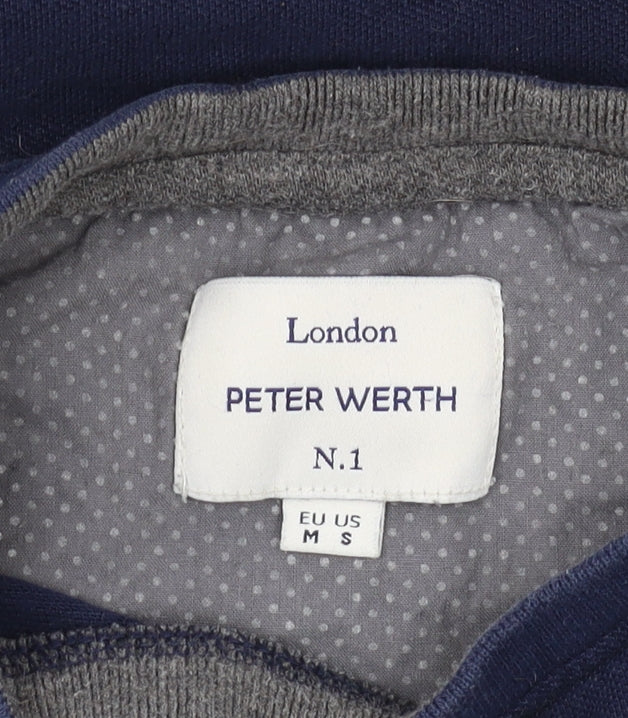 London
PETER WERTH
N.1
EU US
M S